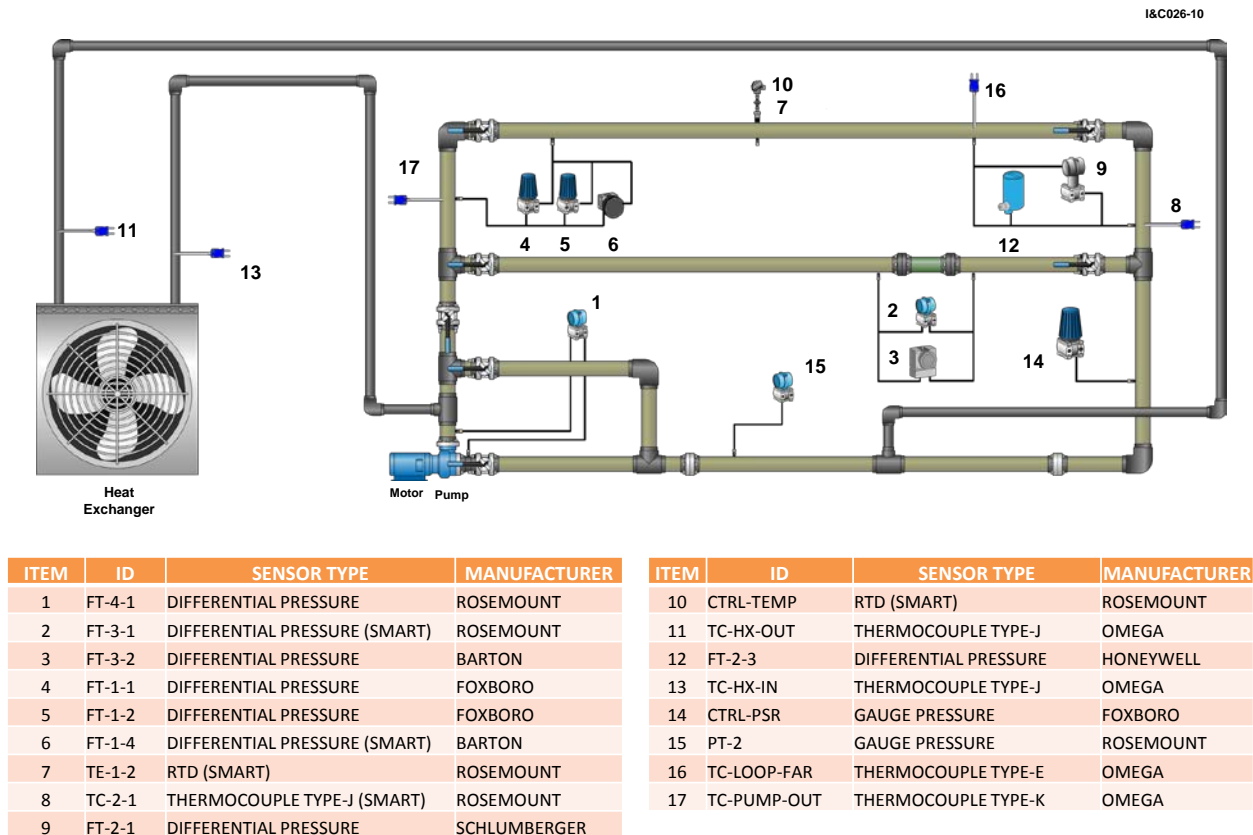 I&C026-10
10
7
16
17
9
8
4
5
6
12
11
13
1
2
3
14
15
Heat
Exchanger
Motor Pump
ITEM ID SENSOR TYPE MANUFACTURER
1 FT-4-1 DIFFERENTIAL PRESSURE ROSEMOUNT
2 FT-3-1 DIFFERENTIAL PRESSURE (SMART) ROSEMOUNT
3 FT-3-2 DIFFERENTIAL PRESSURE BARTON
4 FT-1-1 DIFFERENTIAL PRESSURE FOXBORO
5 FT-1-2 DIFFERENTIAL PRESSURE FOXBORO
6 FT-1-4 DIFFERENTIAL PRESSURE (SMART) BARTON
7 TE-1-2 RTD (SMART) ROSEMOUNT
8 TC-2-1 THERMOCOUPLE TYPE-J (SMART) ROSEMOUNT
9 FT-2-1 DIFFERENTIAL PRESSURE SCHLUMBERGER
ITEM ID SENSOR TYPE MANUFACTURER
10 CTRL-TEMP RTD (SMART) ROSEMOUNT
11 TC-HX-OUT THERMOCOUPLE TYPE-J OMEGA
12 FT-2-3 DIFFERENTIAL PRESSURE HONEYWELL
13 TC-HX-IN THERMOCOUPLE TYPE-J OMEGA
14 CTRL-PSR GAUGE PRESSURE FOXBORO
15 PT-2 GAUGE PRESSURE ROSEMOUNT
16 TC-LOOP-FAR THERMOCOUPLE TYPE-E OMEGA
17 TC-PUMP-OUT THERMOCOUPLE TYPE-K OMEGA